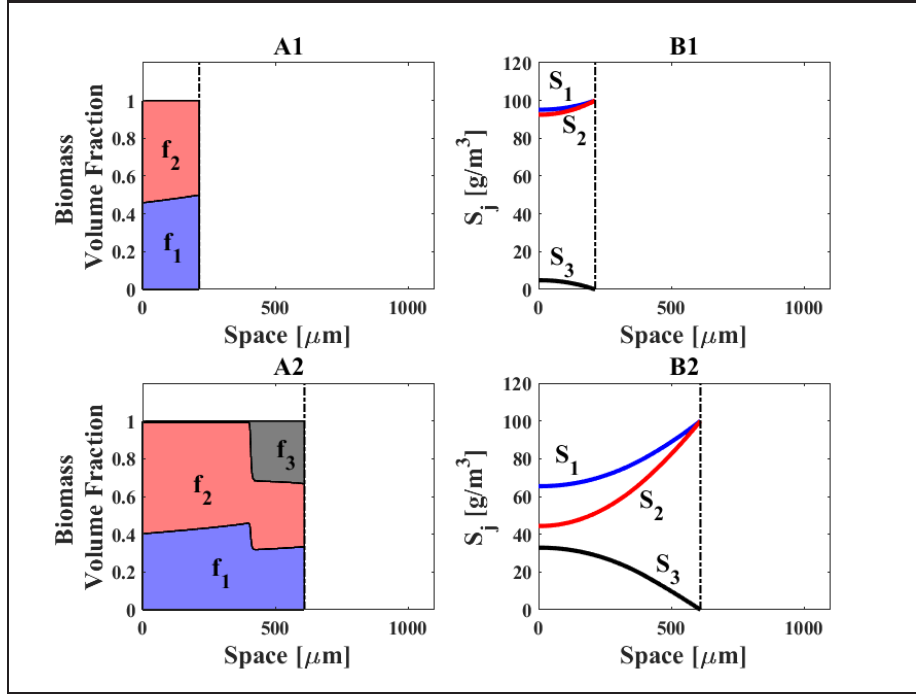 A1
Biomass
Volume Fraction
1
0.8
0.6
0.4
0.2
0
f₂
f₁
0 500 1000
Space [μm]
B1
Sⱼ [g/m³]
120
100
80
60
40
20
0
S₁
S₂
S₃
0 500 1000
Space [μm]
A2
Biomass
Volume Fraction
1
0.8
0.6
0.4
0.2
0
f₃
f₂
f₁
0 500 1000
Space [μm]
B2
Sⱼ [g/m³]
120
100
80
60
40
20
0
S₁
S₂
S₃
0 500 1000
Space [μm]